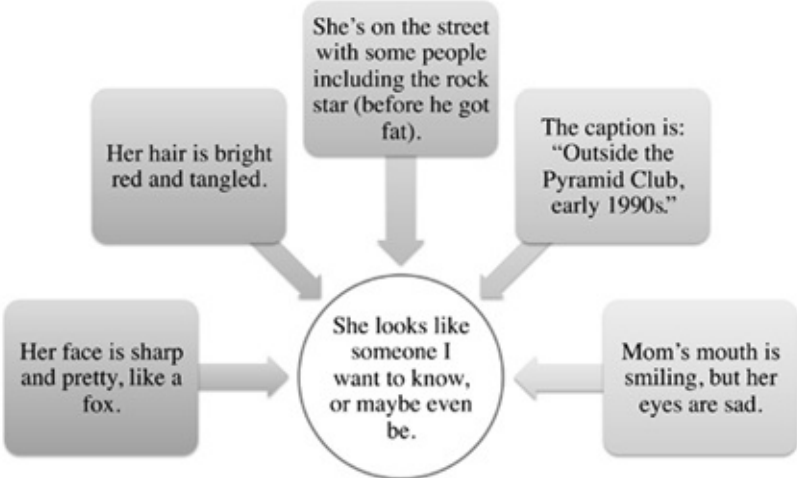 She's on the street
with some people
including the rock
star (before he got
fat).
Her hair is bright
red and tangled.
The caption is:
“Outside the
Pyramid Club,
early 1990s.”
Her face is sharp
and pretty, like a
fox.
She looks like
someone I
want to know,
or maybe even
be.
Mom's mouth is
smiling, but her
eyes are sad.